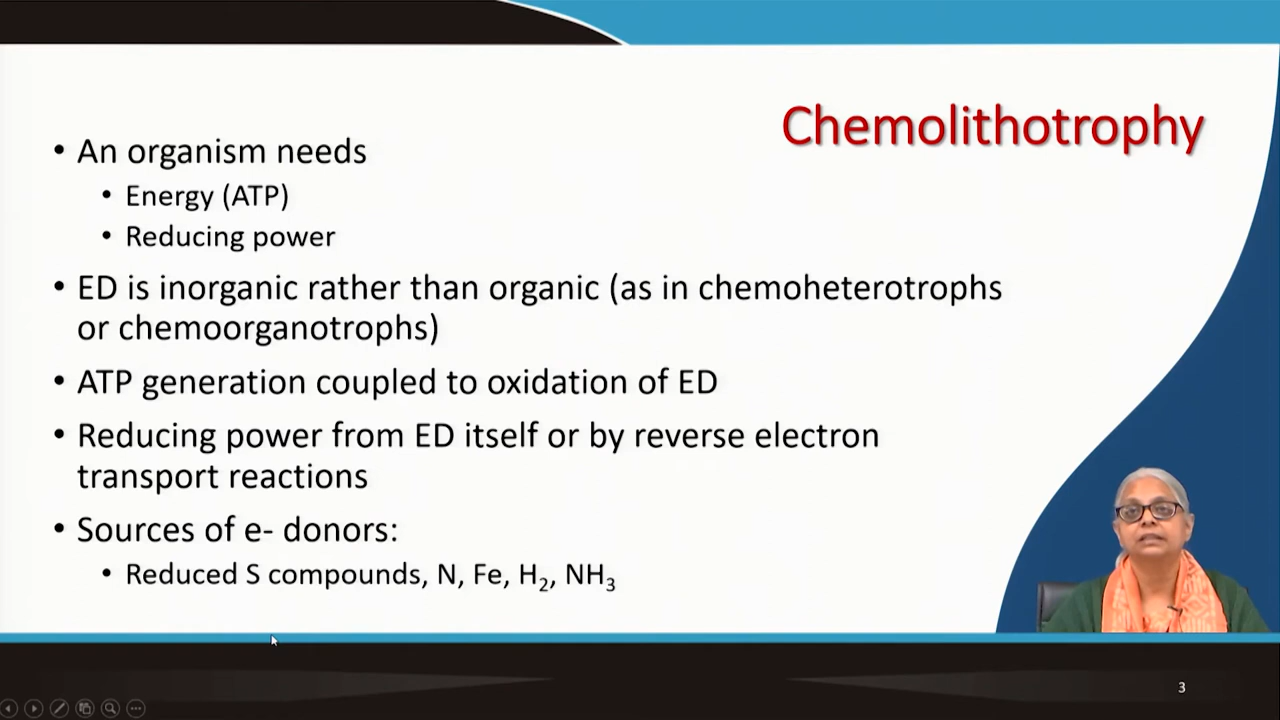 Chemolithotrophy
• An organism needs
• Energy (ATP)
• Reducing power
• ED is inorganic rather than organic (as in chemoheterotrophs
or chemoorganotrophs)
• ATP generation coupled to oxidation of ED
• Reducing power from ED itself or by reverse electron
transport reactions
• Sources of e- donors:
• Reduced S compounds, N, Fe, H₂, NH₃
3